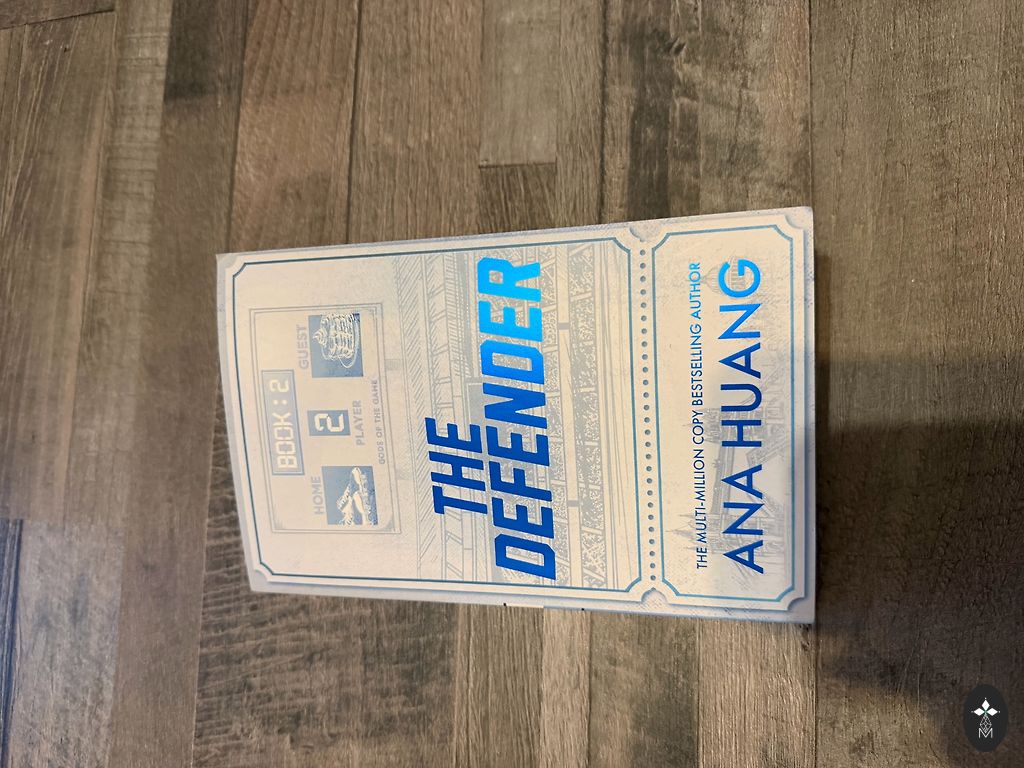 BOOK : 2
HOME 2 GUEST
PLAYER
GODS OF THE GAME
THE
DEFENDER
THE MULTI-MILLION COPY BESTSELLING AUTHOR
ANA HUANG
M